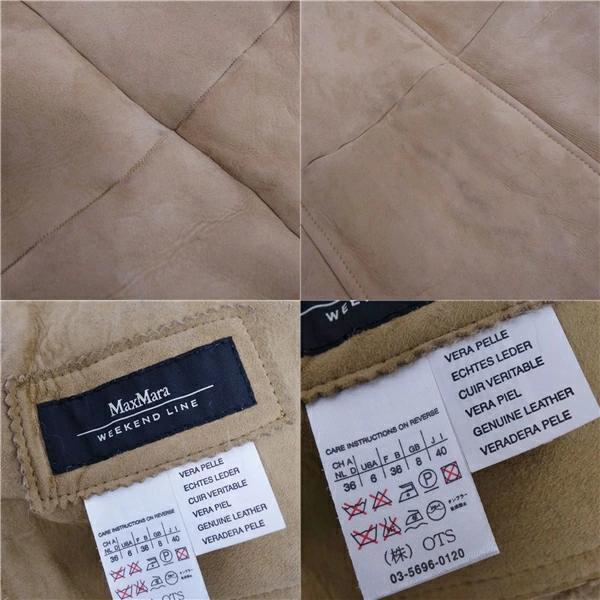 MaxMara
WEEKEND LINE
VERA PELLE
ECHTES LEDER
CUIR VERITABLE
VERA PIEL
GENUINE LEATHER
VERADERA PELE
CARE INSTRUCTIONS ON REVERSE
CH A
NL D USA F B GB J I
36 6 36 8 40
VERA PELLE
ECHTES LEDER
CUIR VERITABLE
VERA PIEL
GENUINE LEATHER
VERADERA PELE
CARE INSTRUCTIONS ON REVERSE
CH A
NL D USA F B GB J I
36 6 36 8 40
P
(株) OTS
03-5696-0120